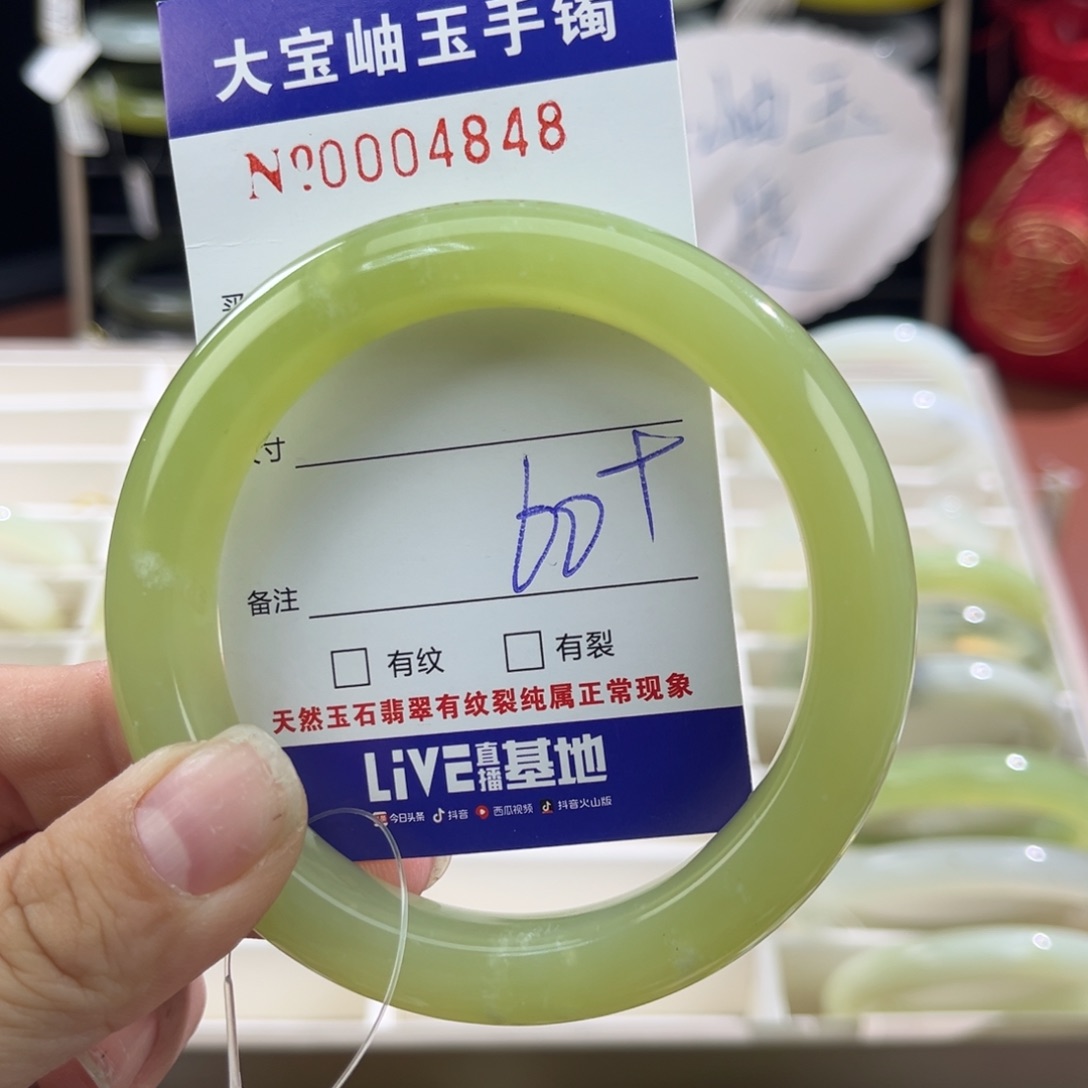 大宝岫玉手镯
Nº0004848
寸
60+
备注
有纹 有裂
天然玉石翡翠有纹裂纯属正常现象
LiVE直播基地
今日头条 抖音 西瓜视频 抖音火山版
岫玉